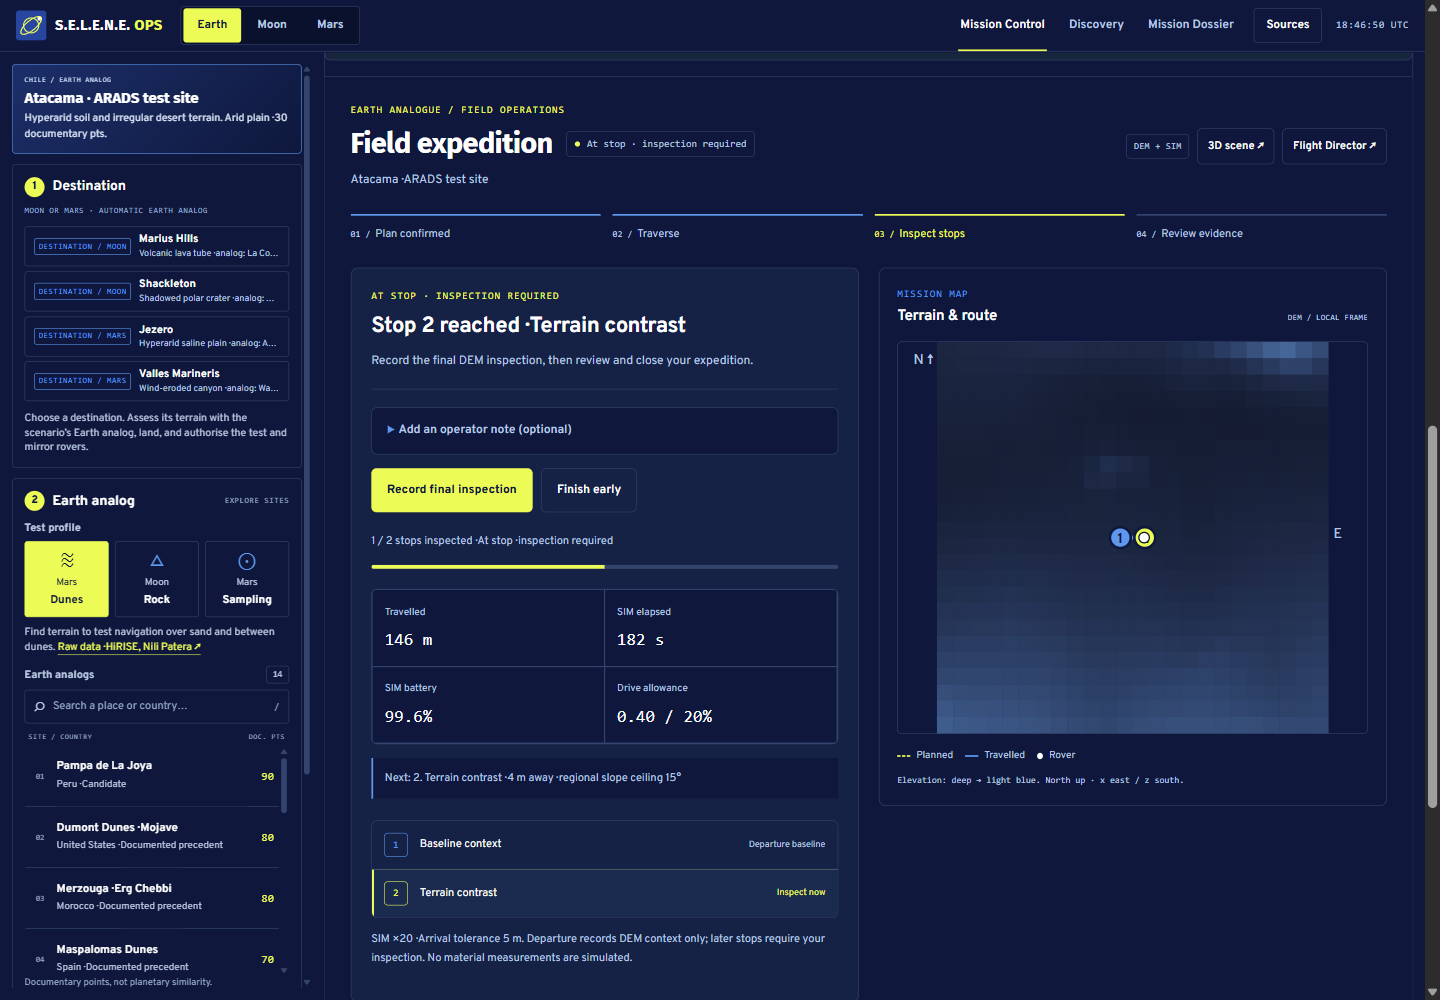 S.E.L.E.N.E. OPS
Earth
Moon
Mars
Mission Control
Discovery
Mission Dossier
Sources
18:46:50 UTC
CHILE / EARTH ANALOG
Atacama · ARADS test site
Hyperarid soil and irregular desert terrain. Arid plain ·30
documentary pts.
1 Destination
MOON OR MARS · AUTOMATIC EARTH ANALOG
DESTINATION / MOON
Marius Hills
Volcanic lava tube ·analog: La Co...
DESTINATION / MOON
Shackleton
Shadowed polar crater ·analog: ...
DESTINATION / MARS
Jezero
Hyperarid saline plain ·analog: A...
DESTINATION / MARS
Valles Marineris
Wind-eroded canyon ·analog: Wa...
Choose a destination. Assess its terrain with the
scenario's Earth analog, land, and authorise the test and
mirror rovers.
2 Earth analog
EXPLORE SITES
Test profile
Mars
Dunes
Moon
Rock
Mars
Sampling
Find terrain to test navigation over sand and between
dunes. Raw data ·HiRISE, Nili Patera ↗
Earth analogs
14
Search a place or country...
/
SITE / COUNTRY
DOC. PTS
01
Pampa de La Joya
Peru ·Candidate
90
02
Dumont Dunes ·Mojave
United States ·Documented precedent
80
03
Merzouga ·Erg Chebbi
Morocco ·Documented precedent
80
04
Maspalomas Dunes
Spain ·Documented precedent
70
Documentary points, not planetary similarity.
EARTH ANALOGUE / FIELD OPERATIONS
Field expedition
At stop · inspection required
DEM + SIM
3D scene ↗
Flight Director ↗
Atacama ·ARADS test site
01 / Plan confirmed
02 / Traverse
03 / Inspect stops
04 / Review evidence
AT STOP · INSPECTION REQUIRED
Stop 2 reached ·Terrain contrast
Record the final DEM inspection, then review and close your expedition.
▶ Add an operator note (optional)
Record final inspection
Finish early
1 / 2 stops inspected ·At stop ·inspection required
Travelled
146 m
SIM elapsed
182 s
SIM battery
99.6%
Drive allowance
0.40 / 20%
Next: 2. Terrain contrast ·4 m away ·regional slope ceiling 15°
1
Baseline context
Departure baseline
2
Terrain contrast
Inspect now
SIM ×20 ·Arrival tolerance 5 m. Departure records DEM context only; later stops require your
inspection. No material measurements are simulated.
MISSION MAP
Terrain & route
DEM / LOCAL FRAME
N ↑
1
E
Planned
Travelled
Rover
Elevation: deep → light blue. North up · x east / z south.